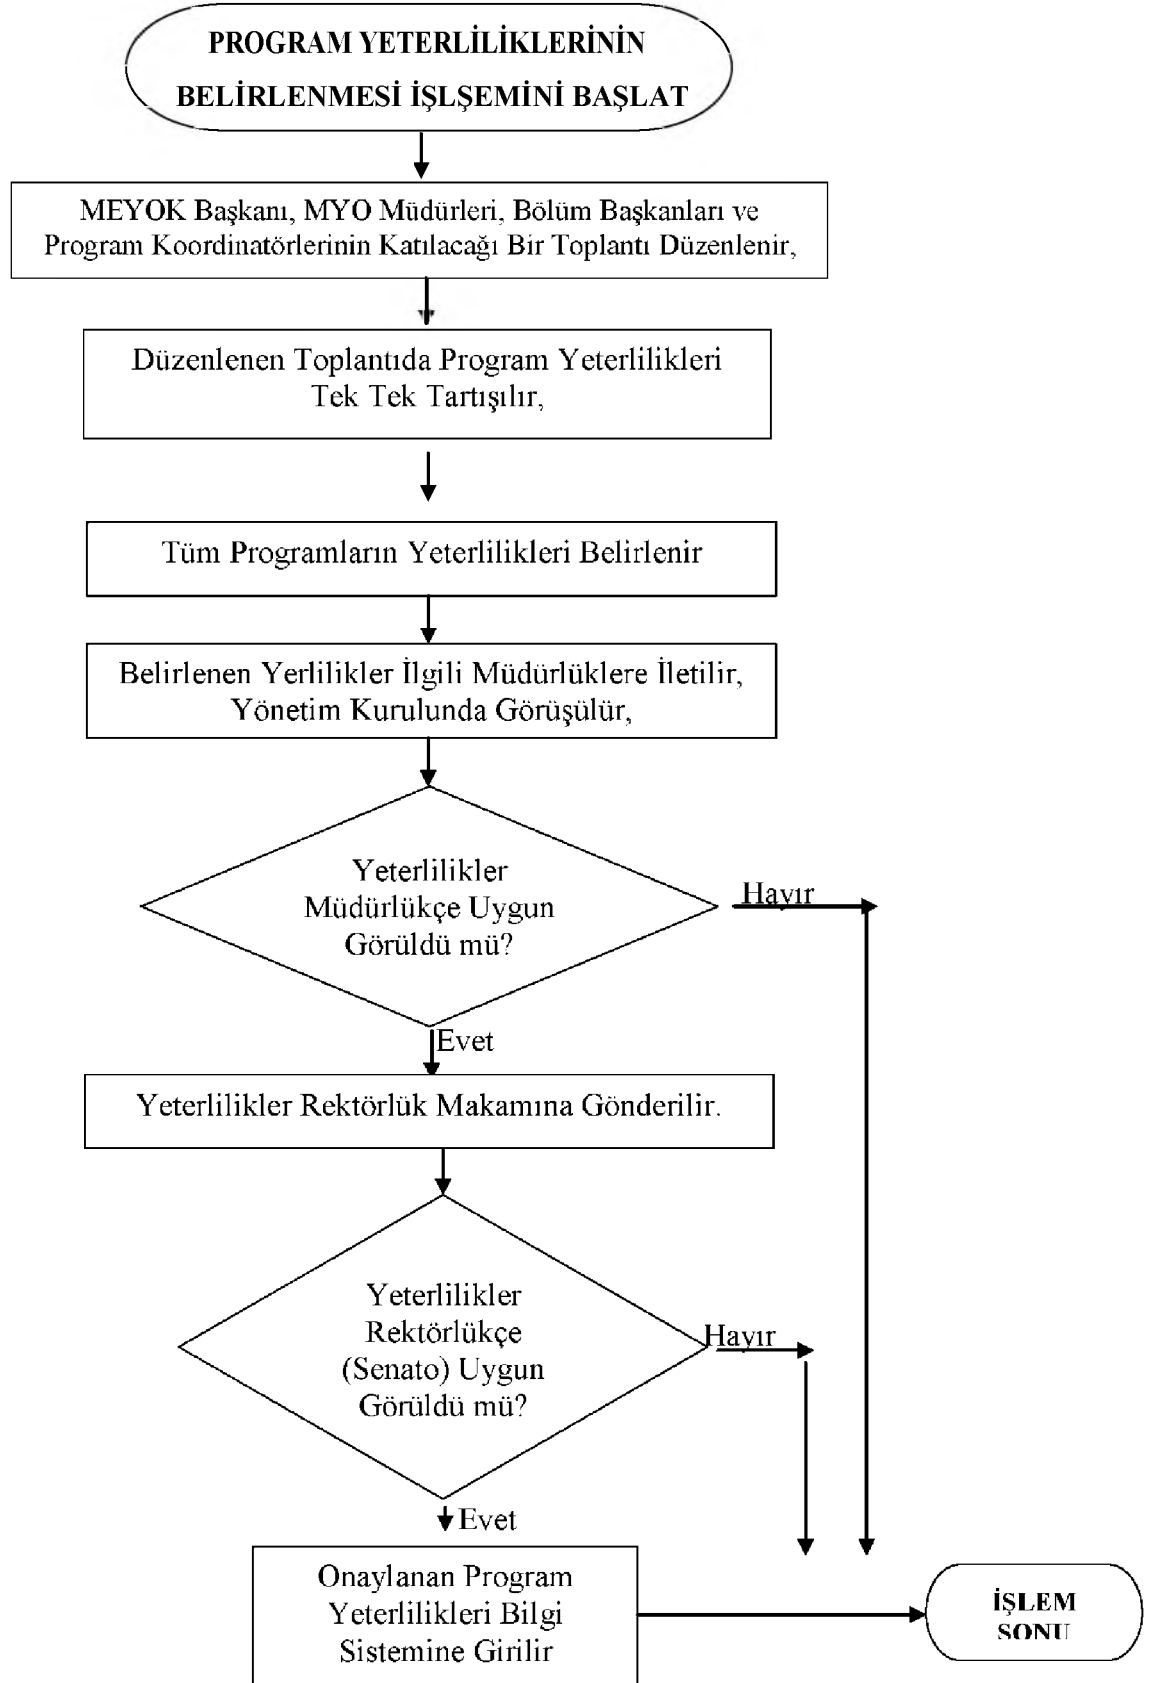 PROGRAM YETERLİLİKLERİNİN
BELİRLENMESİ İŞLŞEMİNİ BAŞLAT
MEYOK Başkanı, MYO Müdürleri, Bölüm Başkanları ve
Program Koordinatörlerinin Katılacağı Bir Toplantı Düzenlenir,
Düzenlenen Toplantıda Program Yeterlilikleri
Tek Tek Tartışılır,
Tüm Programların Yeterlilikleri Belirlenir
Belirlenen Yerlilikler İlgili Müdürlüklere İletilir,
Yönetim Kurulunda Görüşülür,
Yeterlilikler
Müdürlükçe Uygun
Görüldü mü?
Hayır
Evet
Yeterlilikler Rektörlük Makamına Gönderilir.
Yeterlilikler
Rektörlükçe
(Senato) Uygun
Görüldü mü?
Hayır
Evet
Onaylanan Program
Yeterlilikleri Bilgi
Sistemine Girilir
İŞLEM
SONU